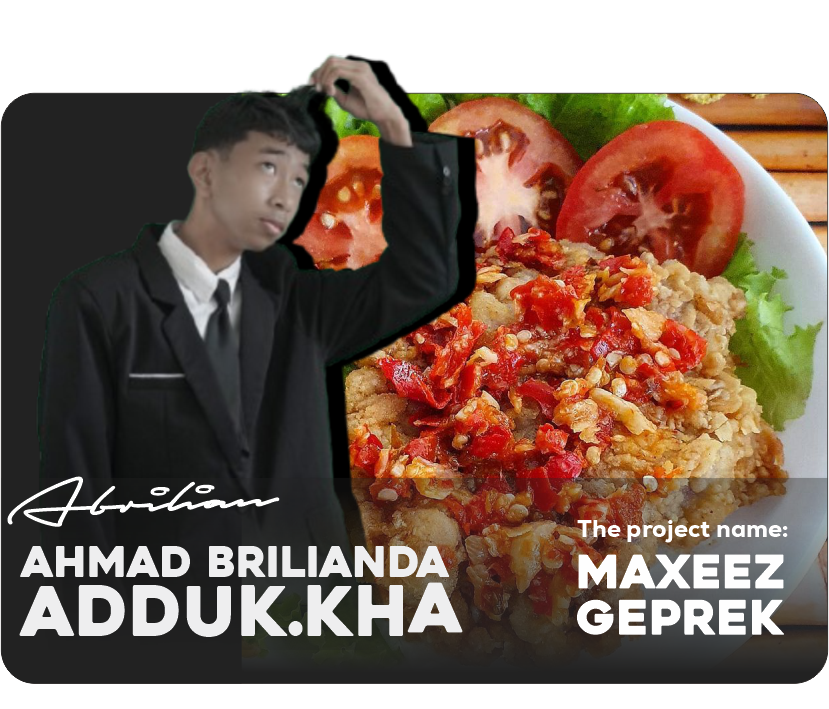 Abrilian
AHMAD BRILIANDA
ADDUK.KHA
The project name:
MAXEEZ
GEPREK